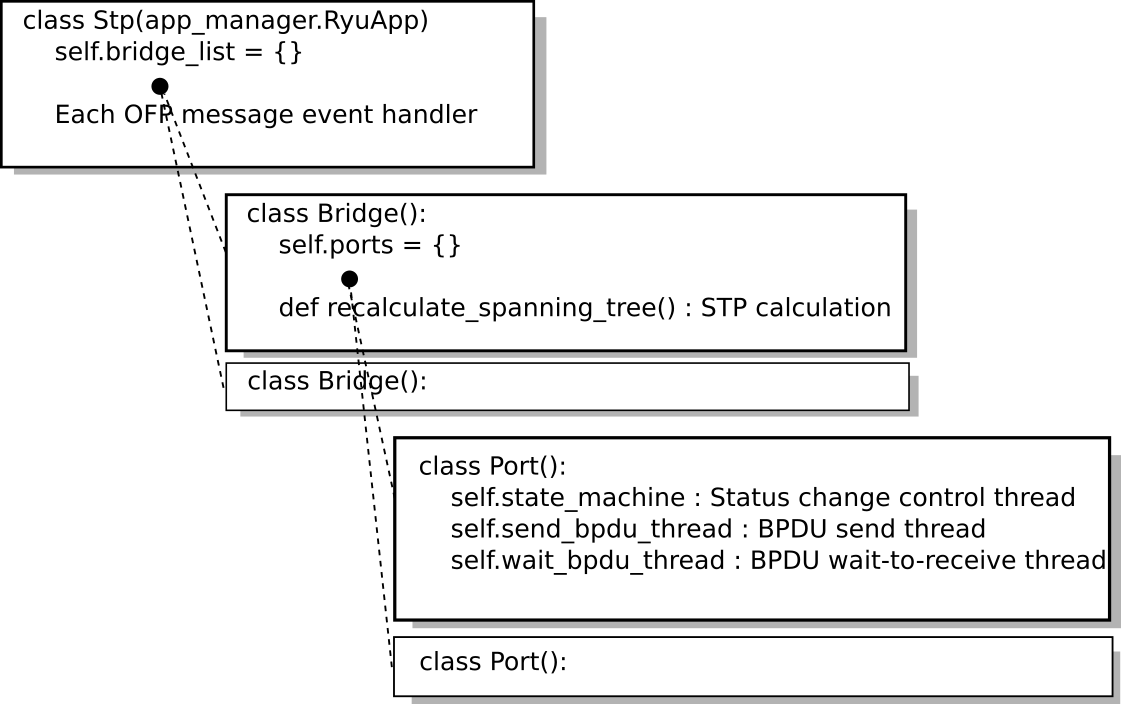 class Stp(app_manager.RyuApp)
self.bridge_list = {}
Each OFP message event handler
class Bridge():
self.ports = {}
def recalculate_spanning_tree() : STP calculation
class Bridge():
class Port():
self.state_machine : Status change control thread
self.send_bpdu_thread : BPDU send thread
self.wait_bpdu_thread : BPDU wait-to-receive thread
class Port():